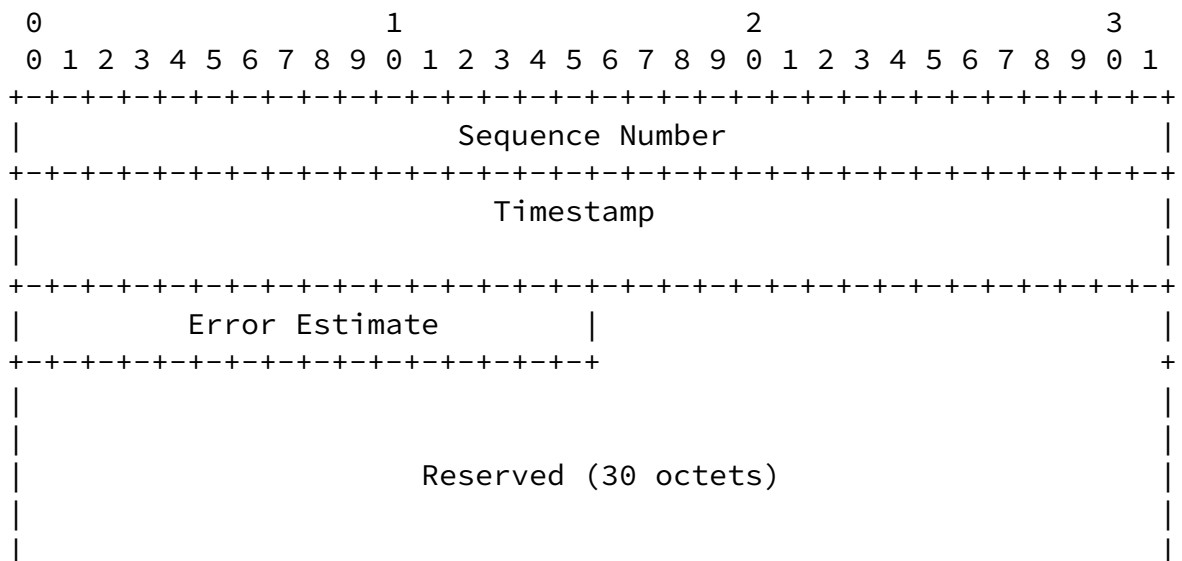 0                   1                   2                   3
0 1 2 3 4 5 6 7 8 9 0 1 2 3 4 5 6 7 8 9 0 1 2 3 4 5 6 7 8 9 0 1
+-+-+-+-+-+-+-+-+-+-+-+-+-+-+-+-+-+-+-+-+-+-+-+-+-+-+-+-+-+-+-+-+
|                        Sequence Number                        |
+-+-+-+-+-+-+-+-+-+-+-+-+-+-+-+-+-+-+-+-+-+-+-+-+-+-+-+-+-+-+-+-+
|                          Timestamp                            |
|                                                               |
+-+-+-+-+-+-+-+-+-+-+-+-+-+-+-+-+-+-+-+-+-+-+-+-+-+-+-+-+-+-+-+-+
|         Error Estimate        |                               |
+-+-+-+-+-+-+-+-+-+-+-+-+-+-+-+-+                               +
|                                                               |
|                                                               |
|                      Reserved (30 octets)                     |
|                                                               |
|                                                               |